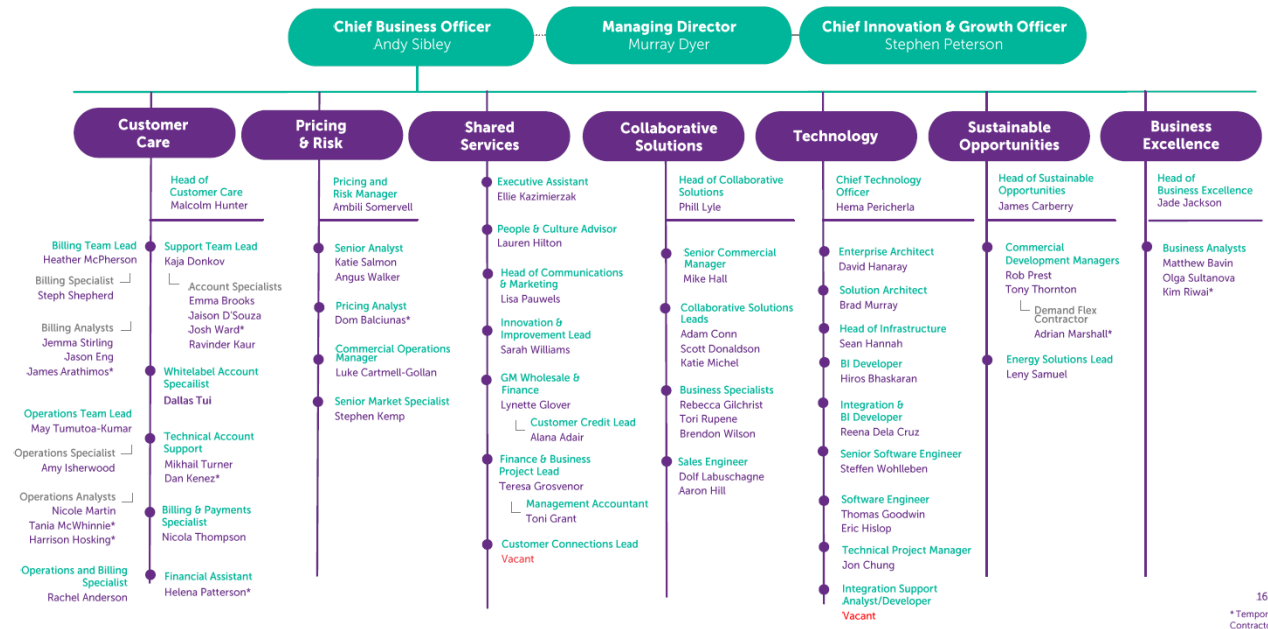 Chief Business Officer
Andy Sibley
Managing Director
Murray Dyer
Chief Innovation & Growth Officer
Stephen Peterson
Customer
Care
Head of
Customer Care
Malcolm Hunter
Billing Team Lead
Heather McPherson
Billing Specialist
Steph Shepherd
Billing Analysts
Jemma Stirling
Jason Eng
James Arathimos*
Operations Team Lead
May Tumutoa-Kumar
Operations Specialist
Amy Isherwood
Operations Analysts
Nicole Martin
Tania McWhinnie*
Harrison Hosking*
Operations and Billing
Specialist
Rachel Anderson
Support Team Lead
Kaja Donkov
Account Specialists
Emma Brooks
Jaison D'Souza
Josh Ward*
Ravinder Kaur
Whitelabel Account
Specailist
Dallas Tui
Technical Account
Support
Mikhail Turner
Dan Kenez*
Billing & Payments
Specialist
Nicola Thompson
Financial Assistant
Helena Patterson*
Pricing
& Risk
Pricing and
Risk Manager
Ambili Somervell
Senior Analyst
Katie Salmon
Angus Walker
Pricing Analyst
Dom Balciunas*
Commercial Operations
Manager
Luke Cartmell-Gollan
Senior Market Specialist
Stephen Kemp
Shared
Services
Executive Assistant
Ellie Kazimierzak
People & Culture Advisor
Lauren Hilton
Head of Communications
& Marketing
Lisa Pauwels
Innovation &
Improvement Lead
Sarah Williams
GM Wholesale &
Finance
Lynette Glover
Customer Credit Lead
Alana Adair
Finance & Business
Project Lead
Teresa Grosvenor
Management Accountant
Toni Grant
Customer Connections Lead
Vacant
Collaborative
Solutions
Head of Collaborative
Solutions
Phill Lyle
Senior Commercial
Manager
Mike Hall
Collaborative Solutions
Leads
Adam Conn
Scott Donaldson
Katie Michel
Business Specialists
Rebecca Gilchrist
Tori Rupene
Brendon Wilson
Sales Engineer
Dolf Labuschagne
Aaron Hill
Technology
Chief Technology
Officer
Hema Pericherla
Enterprise Architect
David Hanaray
Solution Architect
Brad Murray
Head of Infrastructure
Sean Hannah
BI Developer
Hiros Bhaskaran
Integration &
BI Developer
Reena Dela Cruz
Senior Software Engineer
Steffen Wohlleben
Software Engineer
Thomas Goodwin
Eric Hislop
Technical Project Manager
Jon Chung
Integration Support
Analyst/Developer
Vacant
Sustainable
Opportunities
Head of Sustainable
Opportunities
James Carberry
Commercial
Development Managers
Rob Prest
Tony Thornton
Demand Flex
Contractor
Adrian Marshall*
Energy Solutions Lead
Leny Samuel
Business
Excellence
Head of
Business Excellence
Jade Jackson
Business Analysts
Matthew Bavin
Olga Sultanova
Kim Riwai*
16
* Tempor
Contracto